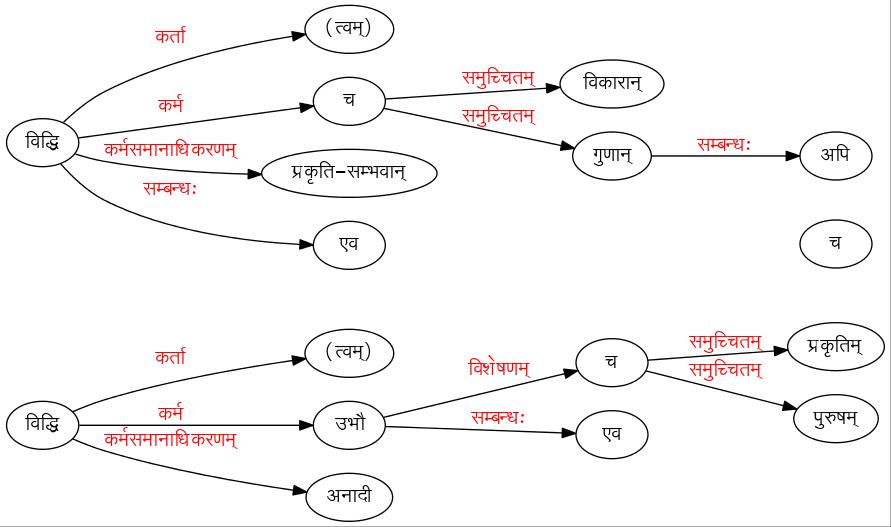 कर्ता
(त्वम्)
समुच्चितम्
विकारान्
कर्म
च
समुच्चितम्
विद्धि
कर्मसमानाधिकरणम्
गुणान्
सम्बन्धः
अपि
प्रकृति-सम्भवान्
सम्बन्धः
एव
च
कर्ता
(त्वम्)
विशेषणम्
च
समुच्चितम्
प्रकृतिम्
समुच्चितम्
विद्धि
कर्म
उभौ
सम्बन्धः
पुरुषम्
कर्मसमानाधिकरणम्
एव
अनादी